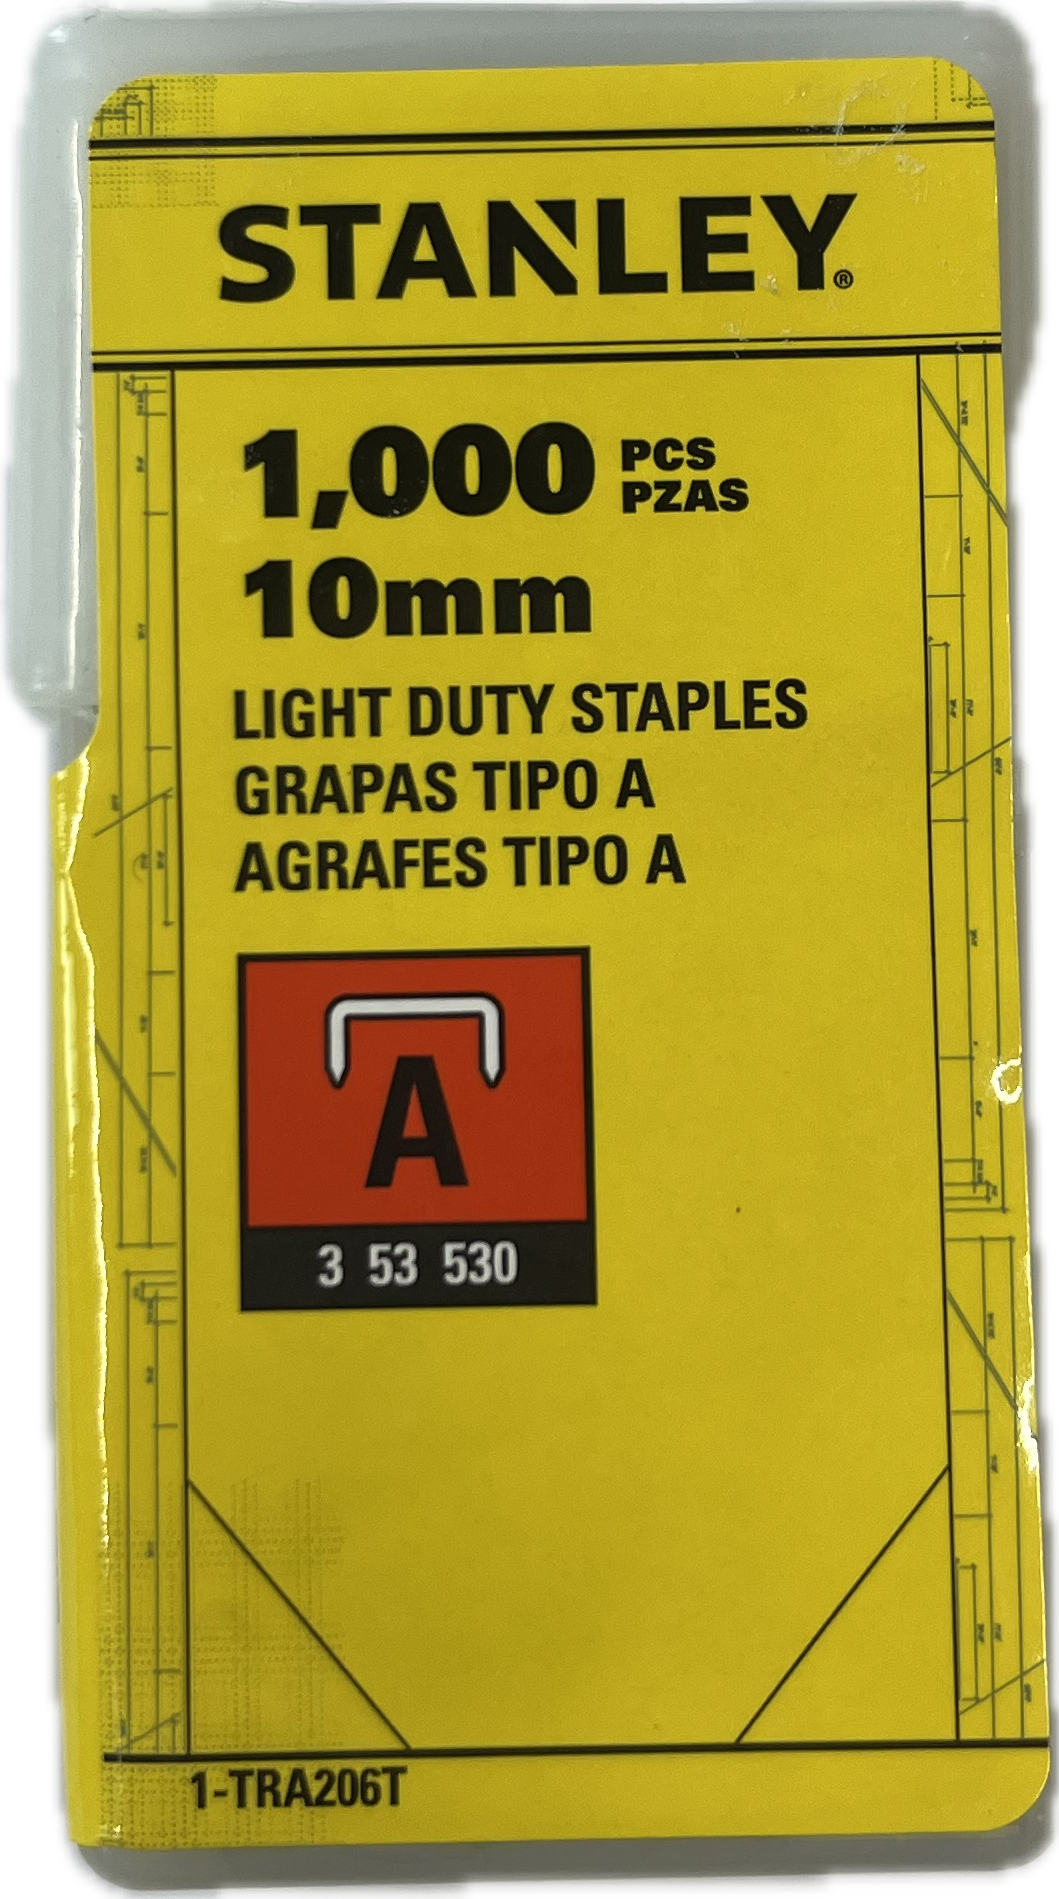 STANLEY®
1,000 PCS
PZAS
10mm
LIGHT DUTY STAPLES
GRAPAS TIPO A
AGRAFES TIPO A
A
3 53 530
1-TRA206T